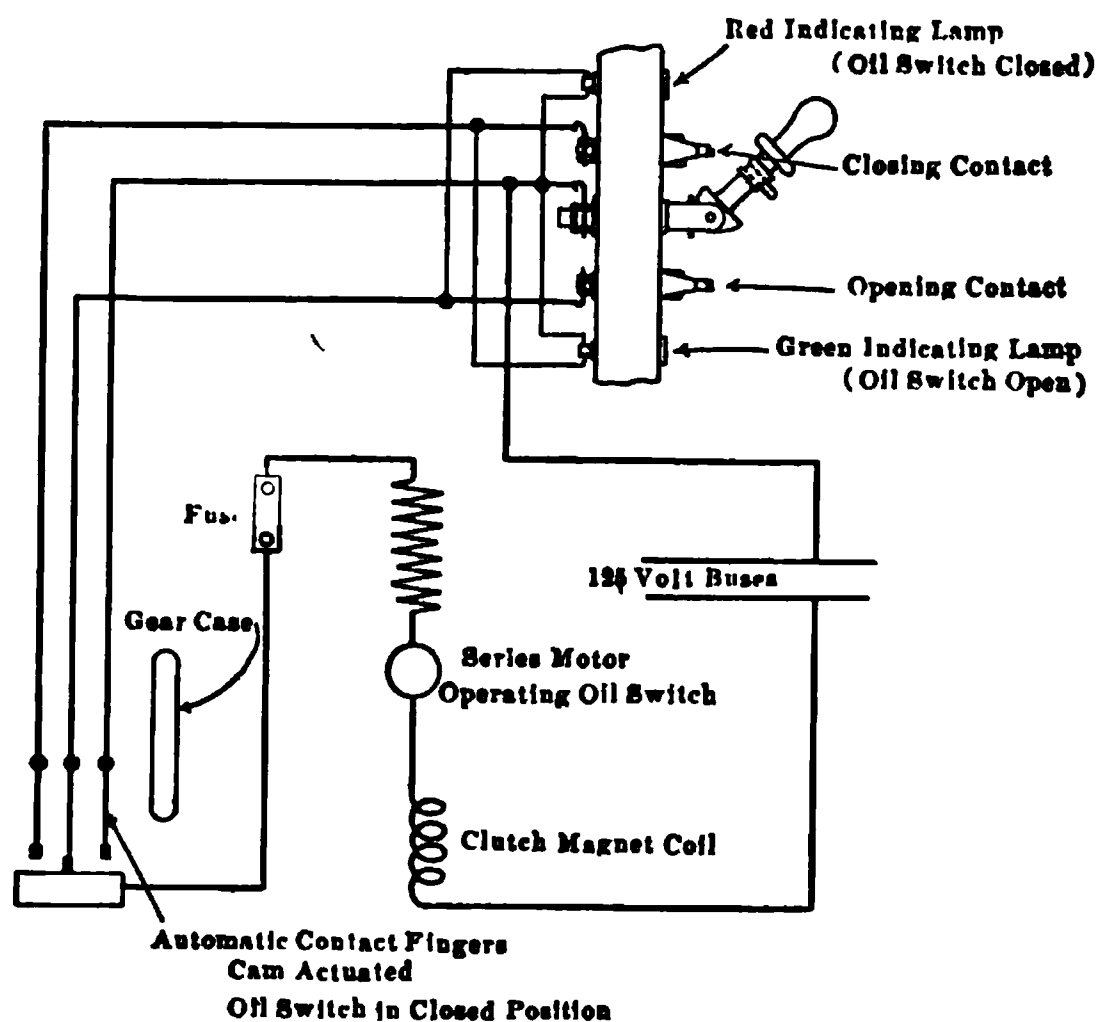 Red Indicating Lamp
(Oil Switch Closed)
Closing Contact
Opening Contact
Green Indicating Lamp
(Oil Switch Open)
125 Volt Buses
Gear Case
Series Motor
Operating Oil Switch
Clutch Magnet Coil
Automatic Contact Fingers
Cam Actuated
Oil Switch in Closed Position